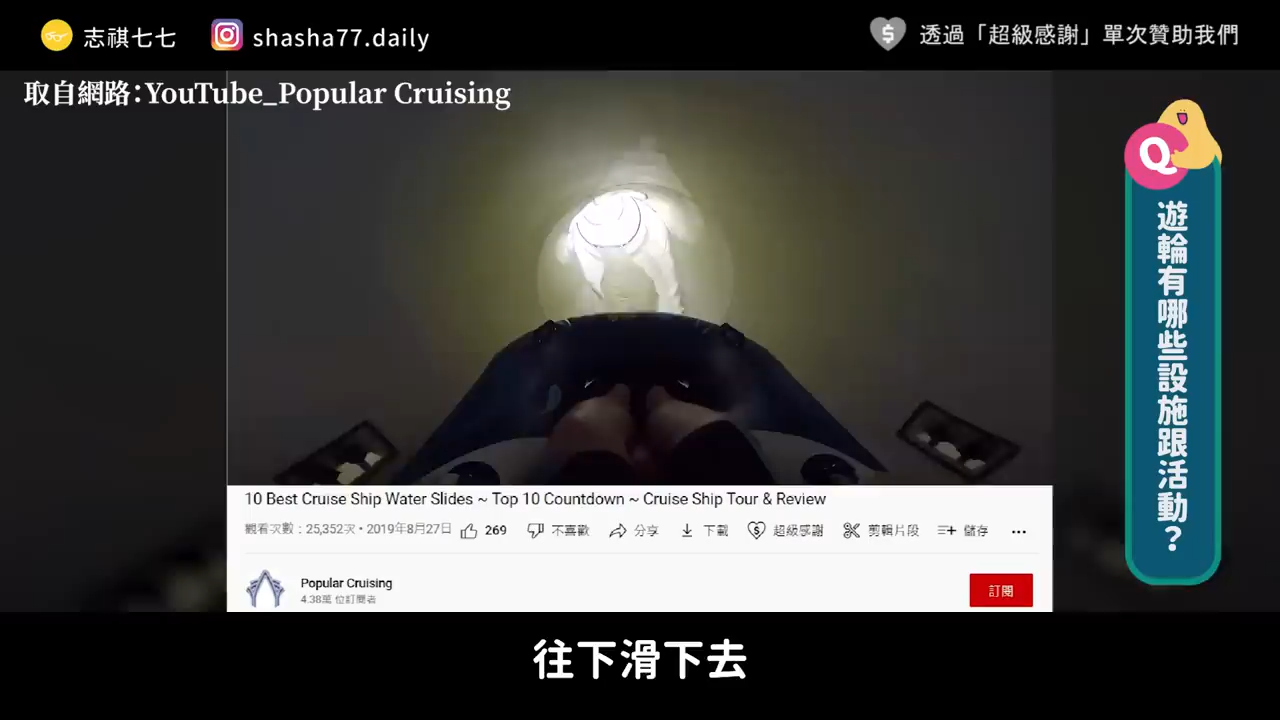 志祺七七
shasha77.daily
透過「超級感謝」單次贊助我們
取自網路:YouTube_Popular Cruising
Q
遊輪有哪些設施跟活動?
10 Best Cruise Ship Water Slides ~ Top 10 Countdown ~ Cruise Ship Tour & Review
觀看次數：25,352次 • 2019年8月27日
269
不喜歡
分享
下載
超級感謝
剪輯片段
儲存
Popular Cruising
4.38萬 位訂閱者
訂閱
往下滑下去